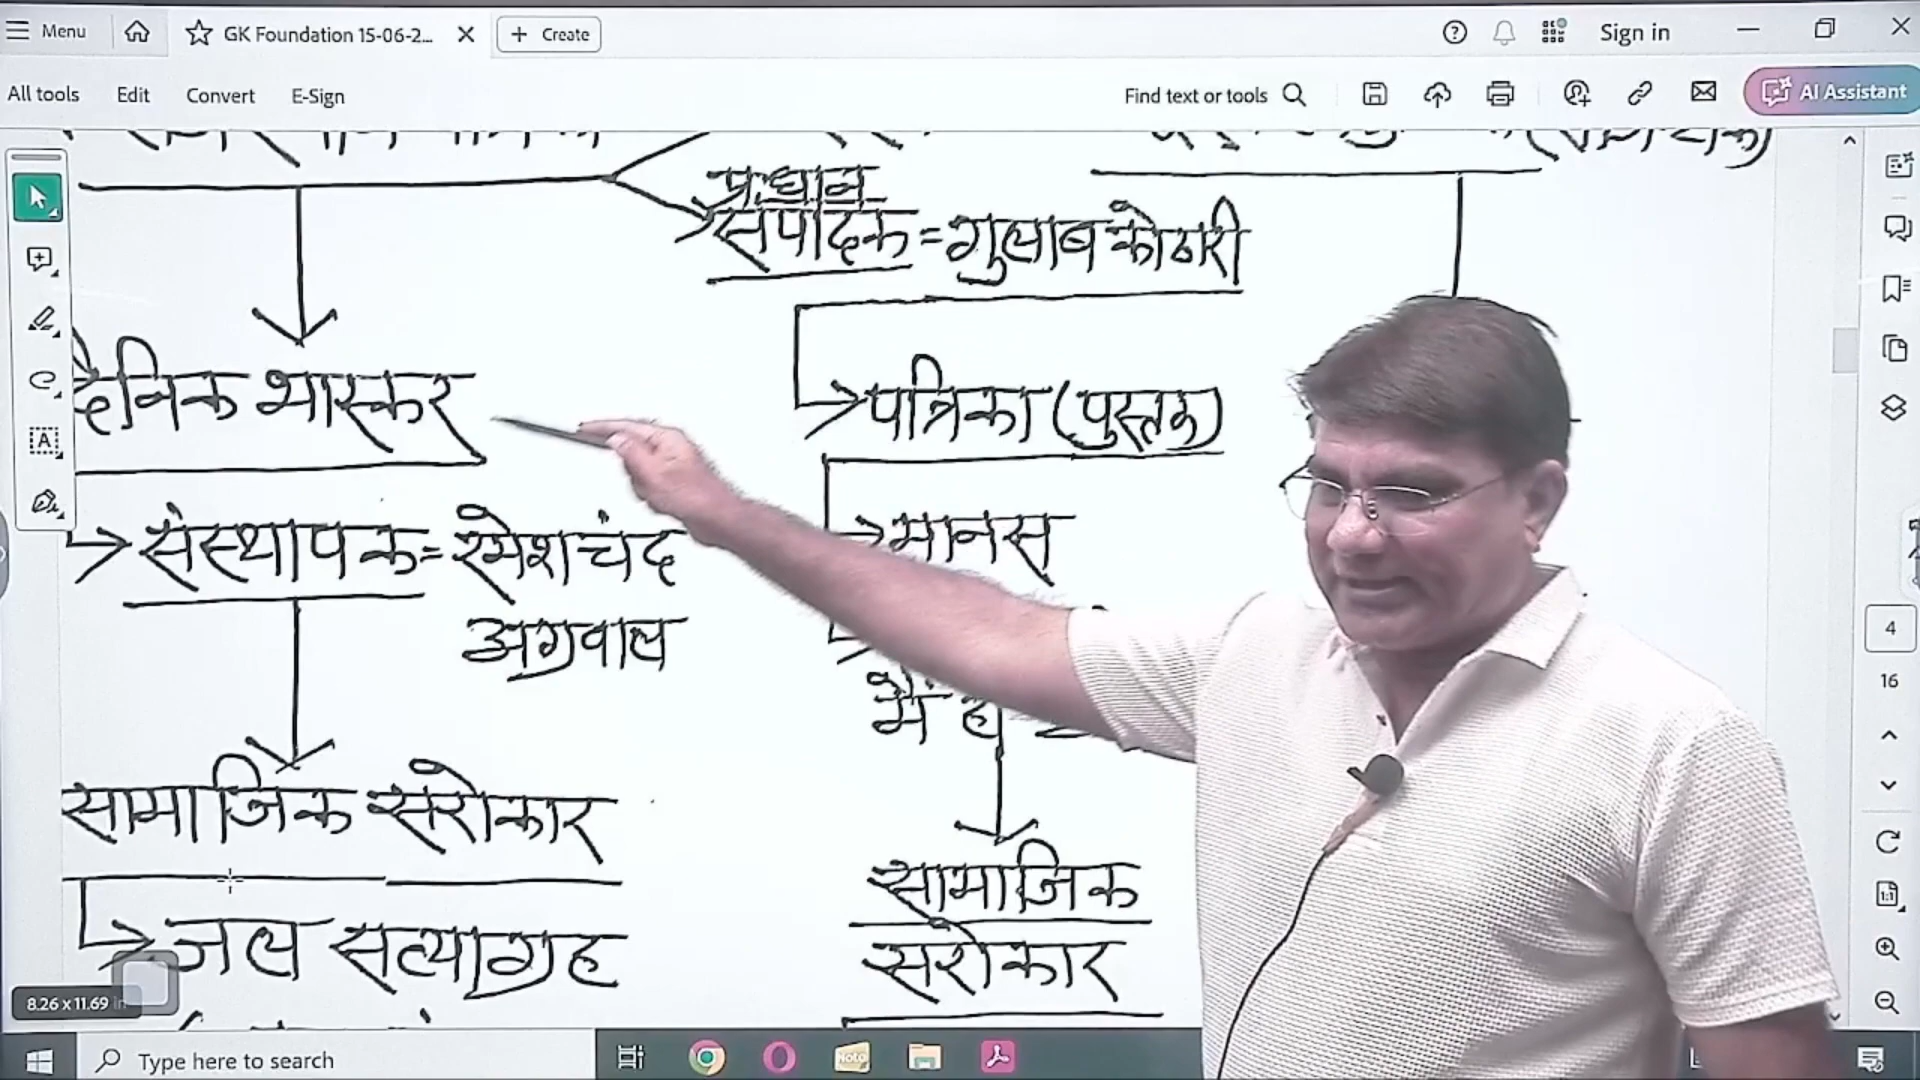 Menu
GK Foundation 15-06-2...
Create
Sign in
All tools
Edit
Convert
E-Sign
Find text or tools
AI Assistant
प्रधान
संपादक = गुलाब कोठारी
दैनिक भास्कर
पत्रिका (पुस्तक)
संस्थापक = रमेशचंद
अग्रवाल
मानस
में ही
सामाजिक सरोकार
सामाजिक
सरोकार
जल सत्याग्रह
4
16
8.26 x 11.69 in
Type here to search